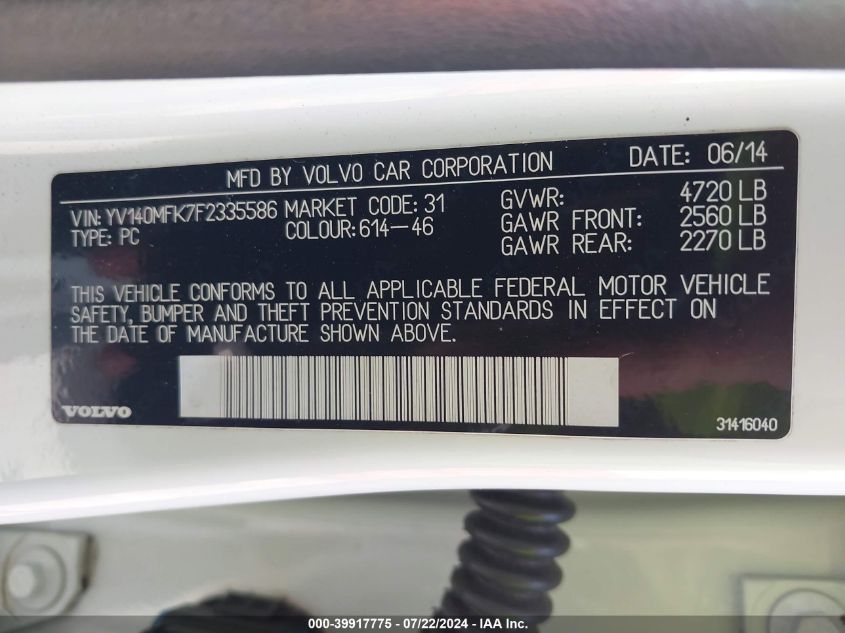 MFD BY VOLVO CAR CORPORATION DATE: 06/14
VIN: YV140MFK7F2335586 MARKET CODE: 31 GVWR: 4720 LB
TYPE: PC COLOUR: 614-46 GAWR FRONT: 2560 LB
GAWR REAR: 2270 LB
THIS VEHICLE CONFORMS TO ALL APPLICABLE FEDERAL MOTOR VEHICLE
SAFETY, BUMPER AND THEFT PREVENTION STANDARDS IN EFFECT ON
THE DATE OF MANUFACTURE SHOWN ABOVE.
VOLVO
31416040
000-39917775 - 07/22/2024 - IAA Inc.